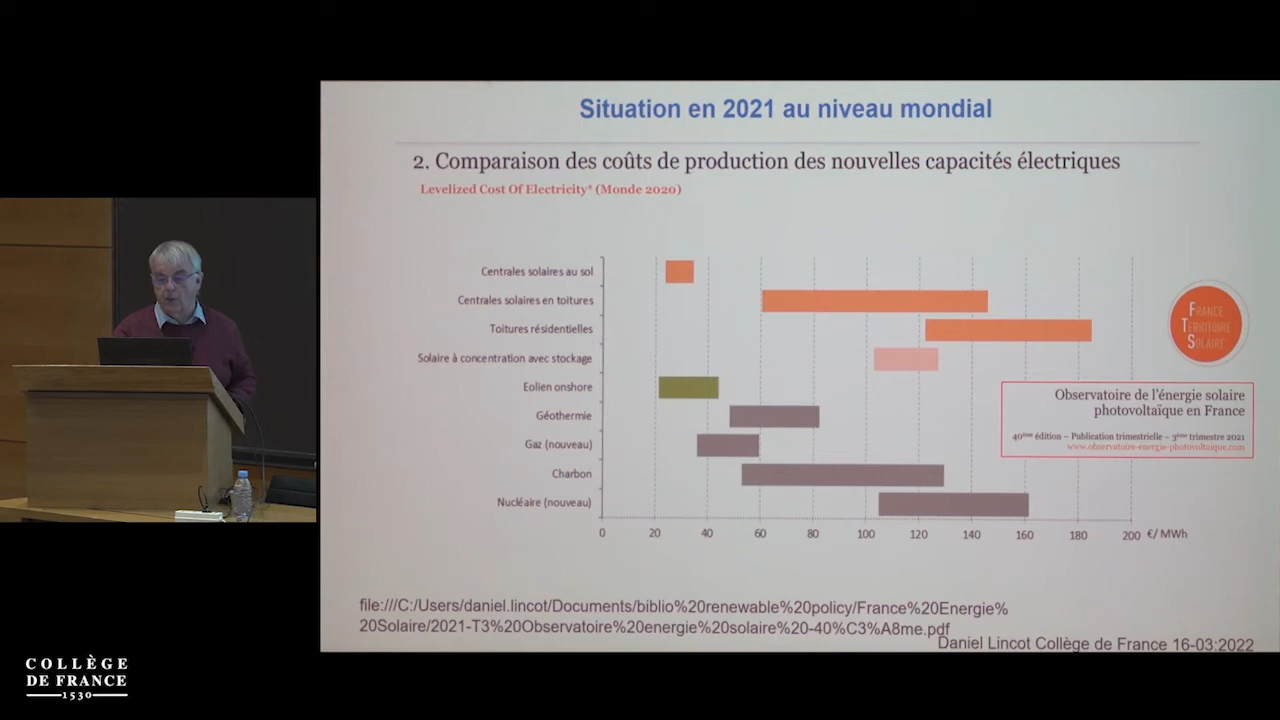 Situation en 2021 au niveau mondial
2. Comparaison des coûts de production des nouvelles capacités électriques
Levelized Cost Of Electricity* (Monde 2020)
Centrales solaires au sol
Centrales solaires en toitures
Toitures résidentielles
Solaire à concentration avec stockage
Eolien onshore
Géothermie
Gaz (nouveau)
Charbon
Nucléaire (nouveau)
0 20 40 60 80 100 120 140 160 180 200 €/ MWh
FRANCE
TERRITOIRE
SOLAIRE
Observatoire de l'énergie solaire
photovoltaïque en France
40ème édition – Publication trimestrielle – 3ème trimestre 2021
www.observatoire-energie-photovoltaique.com
file:///C:/Users/daniel.lincot/Documents/biblio%20renewable%20policy/France%20Energie%
20Solaire/2021-T3%20Observatoire%20energie%20solaire%20-40%C3%A8me.pdf
Daniel Lincot Collège de France 16-03:2022
COLLÈGE
DE FRANCE
1530